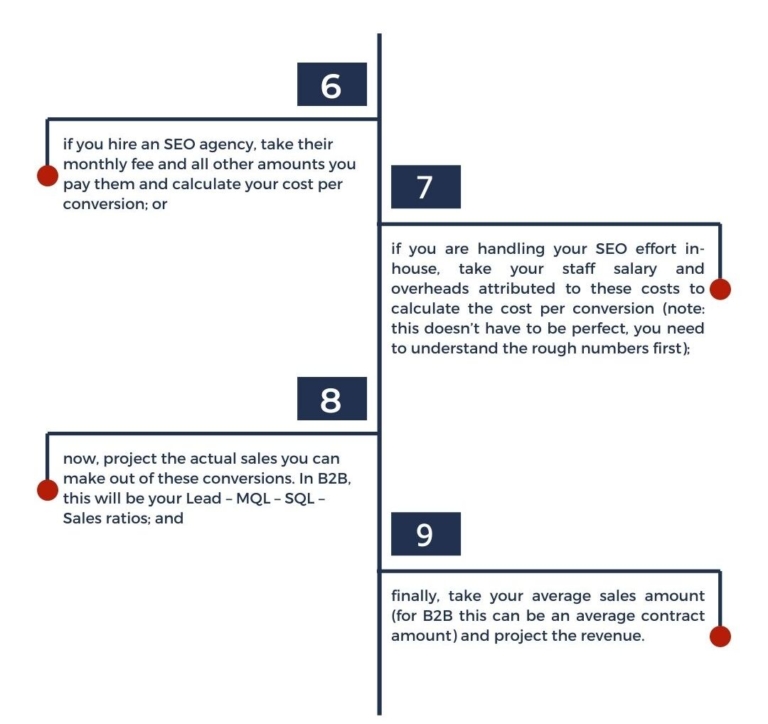 6
if you hire an SEO agency, take their
monthly fee and all other amounts you
pay them and calculate your cost per
conversion; or
7
if you are handling your SEO effort in-
house, take your staff salary and
overheads attributed to these costs to
calculate the cost per conversion (note:
this doesn't have to be perfect, you need
to understand the rough numbers first);
8
now, project the actual sales you can
make out of these conversions. In B2B,
this will be your Lead – MQL – SQL –
Sales ratios; and
9
finally, take your average sales amount
(for B2B this can be an average contract
amount) and project the revenue.